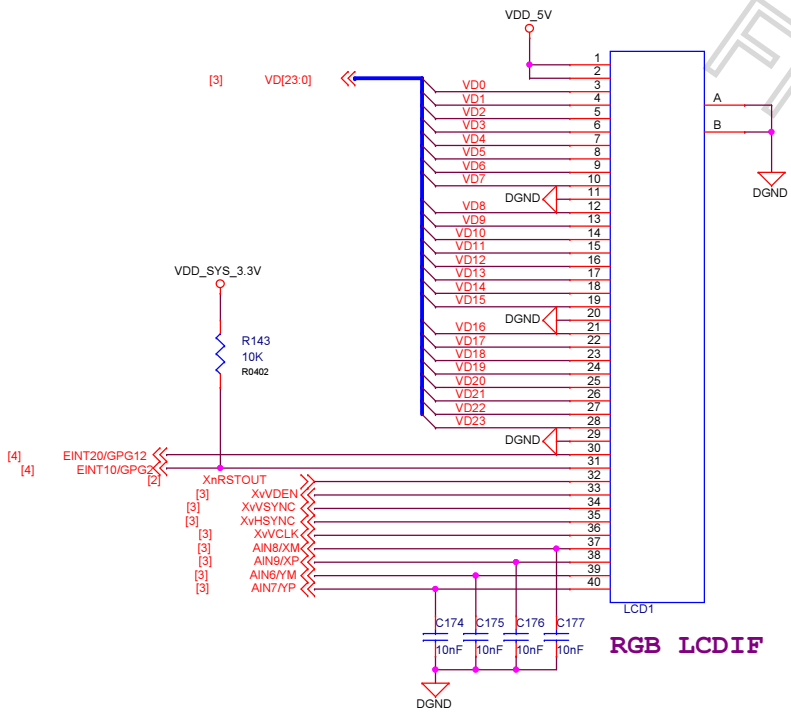 VDD_5V
[3] VD[23:0]
1
2
VD0 3
VD1 4
VD2 5
VD3 6
VD4 7
VD5 8
VD6 9
VD7 10
DGND 11
VD8 12
VD9 13
VD10 14
VD11 15
VD12 16
VD13 17
VD14 18
VD15 19
DGND 20
VD16 21
VD17 22
VD18 23
VD19 24
VD20 25
VD21 26
VD22 27
VD23 28
DGND 29
A
B
DGND
VDD_SYS_3.3V
R143
10K
R0402
[4] EINT20/GPG12 30
[4] EINT10/GPG2 31
[2] XnRSTOUT 32
[3] XvVDEN 33
[3] XvVSYNC 34
[3] XvHSYNC 35
[3] XvVCLK 36
[3] AIN8/XM 37
[3] AIN9/XP 38
[3] AIN6/YM 39
[3] AIN7/YP 40
LCD1
C174 C175 C176 C177
10nF 10nF 10nF 10nF
RGB LCDIF
DGND